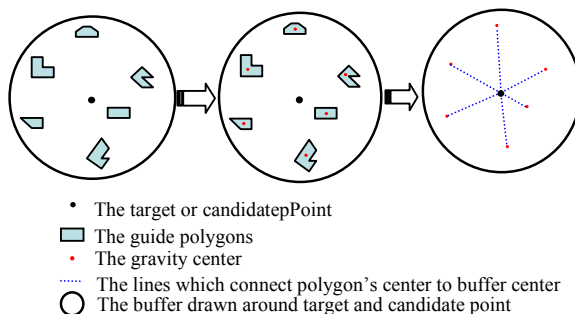 The target or candidatepPoint
The guide polygons
The gravity center
The lines which connect polygon's center to buffer center
The buffer drawn around target and candidate point